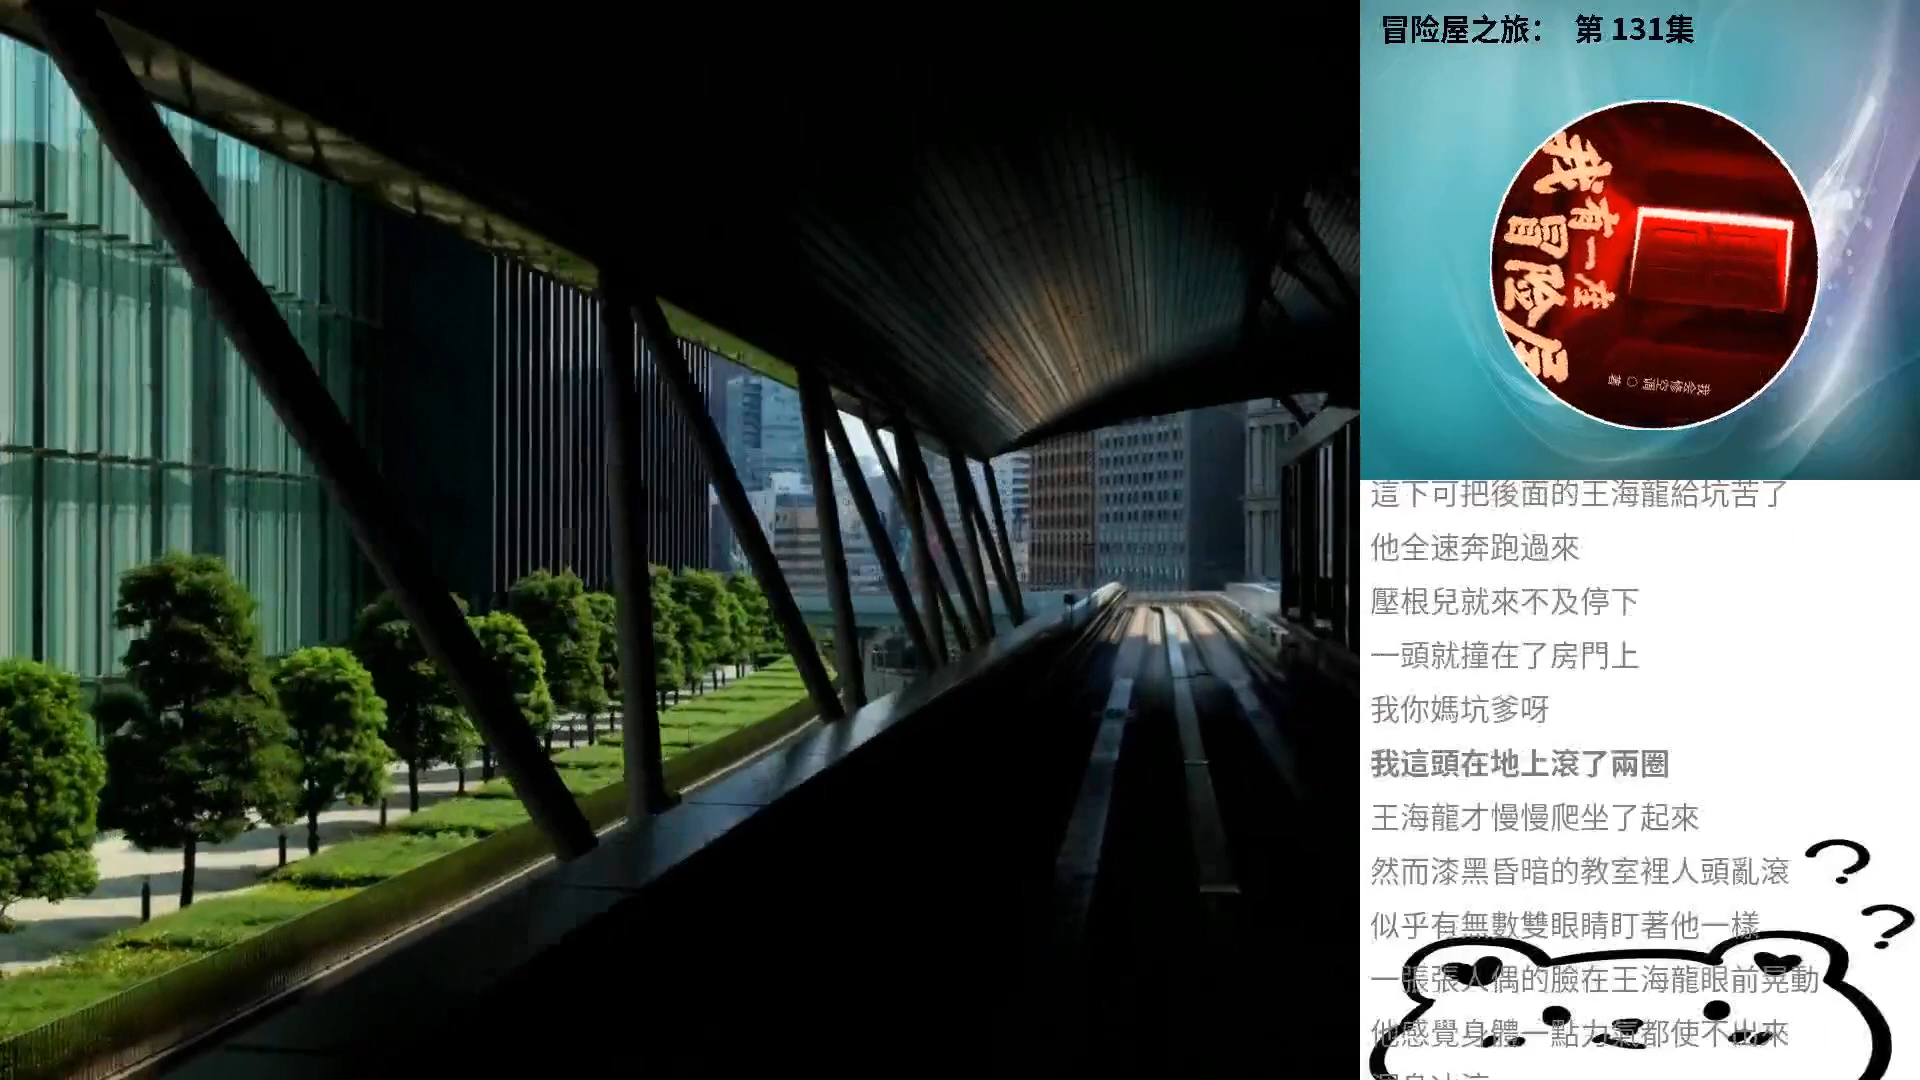 冒险屋之旅： 第 131集
我有一座
冒险屋
我会修空调 〇 著
這下可把後面的王海龍給坑苦了
他全速奔跑過來
壓根兒就來不及停下
一頭就撞在了房門上
我你媽坑爹呀
我這頭在地上滾了兩圈
王海龍才慢慢爬坐了起來
然而漆黑昏暗的教室裡人頭亂滾
似乎有無數雙眼睛盯著他一樣
一張張人偶的臉在王海龍眼前晃動
他感覺身體一點力氣都使不出來
? ?